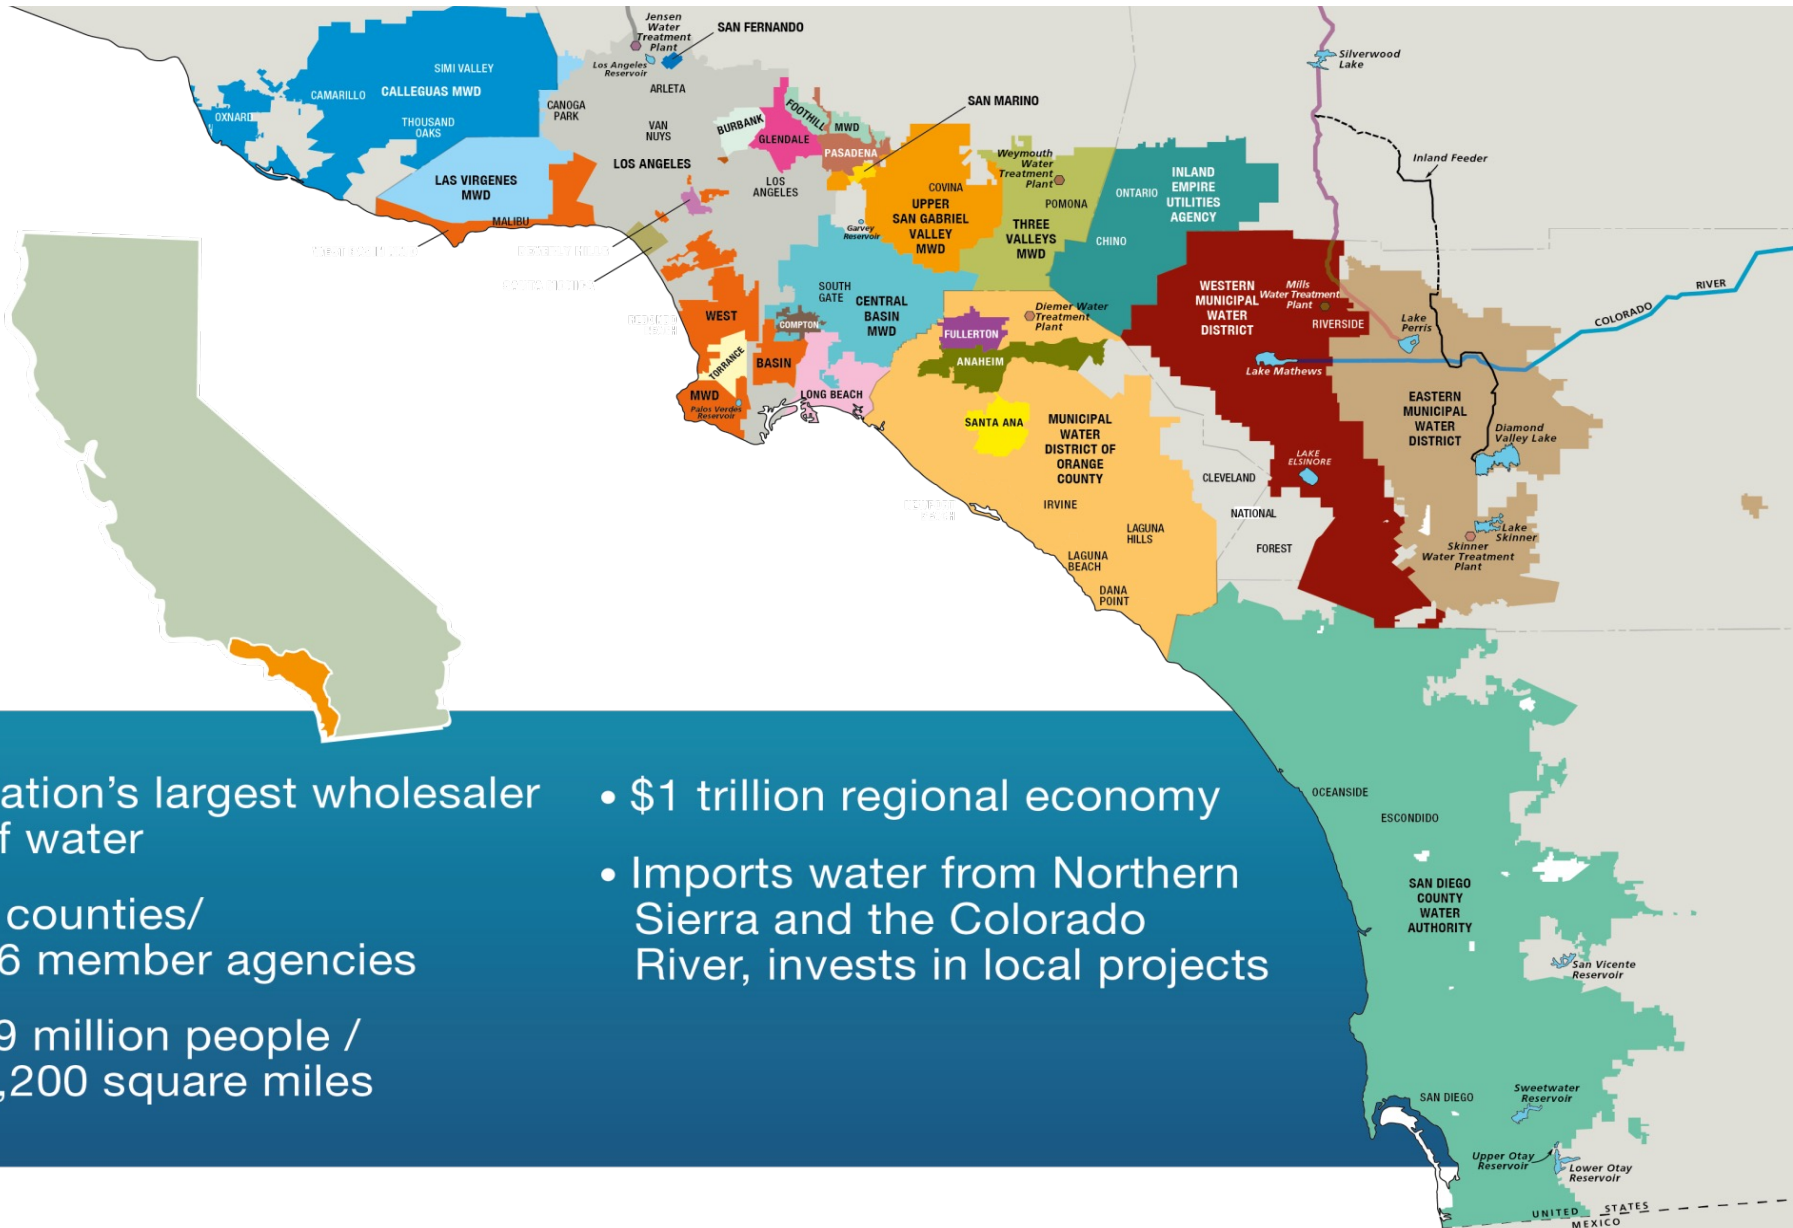 Jensen
Water
Treatment
Plant
SAN FERNANDO
Los Angeles
Reservoir
ARLETA
SIMI VALLEY
CAMARILLO
CALLEGUAS MWD
OXNARD
THOUSAND
OAKS
CANOGA
PARK
VAN
NUYS
BURBANK
GLENDALE
FOOTHILL
MWD
PASADENA
SAN MARINO
Silverwood
Lake
Inland Feeder
LOS ANGELES
LOS
ANGELES
LAS VIRGENES
MWD
MALIBU
COVINA
UPPER
SAN GABRIEL
VALLEY
MWD
Garvey
Reservoir
Weymouth
Water
Treatment
Plant
POMONA
THREE
VALLEYS
MWD
ONTARIO
INLAND
EMPIRE
UTILITIES
AGENCY
CHINO
SOUTH
GATE
CENTRAL
BASIN
MWD
WEST
BASIN
MWD
COMPTON
TORRANCE
Palos Verdes
Reservoir
LONG BEACH
FULLERTON
Diemer Water
Treatment
Plant
ANAHEIM
SANTA ANA
MUNICIPAL
WATER
DISTRICT OF
ORANGE
COUNTY
IRVINE
LAGUNA
HILLS
LAGUNA
BEACH
DANA
POINT
WESTERN
MUNICIPAL
WATER
DISTRICT
Mills
Water Treatment
Plant
RIVERSIDE
Lake
Perris
Lake Mathews
COLORADO
RIVER
EASTERN
MUNICIPAL
WATER
DISTRICT
Diamond
Valley Lake
LAKE
ELSINORE
CLEVELAND
NATIONAL
FOREST
Lake
Skinner
Skinner
Water Treatment
Plant
OCEANSIDE
ESCONDIDO
SAN DIEGO
COUNTY
WATER
AUTHORITY
San Vicente
Reservoir
SAN DIEGO
Sweetwater
Reservoir
Upper Otay
Reservoir
Lower Otay
Reservoir
UNITED STATES
MEXICO
ation's largest wholesaler
f water
counties/
6 member agencies
9 million people /
,200 square miles
• $1 trillion regional economy
• Imports water from Northern
Sierra and the Colorado
River, invests in local projects